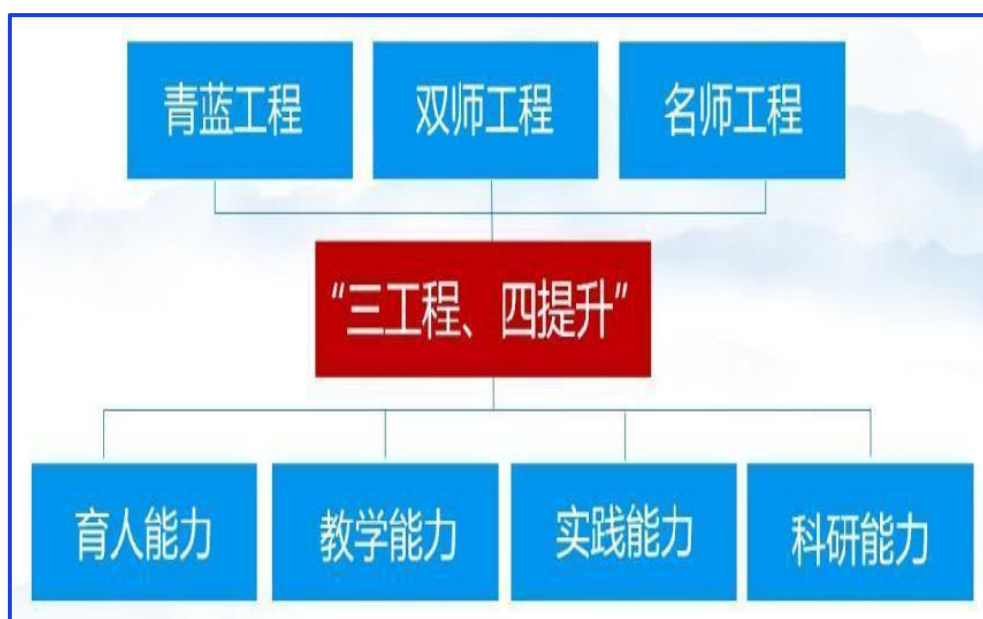 青蓝工程
双师工程
名师工程
“三工程、四提升”
育人能力
教学能力
实践能力
科研能力